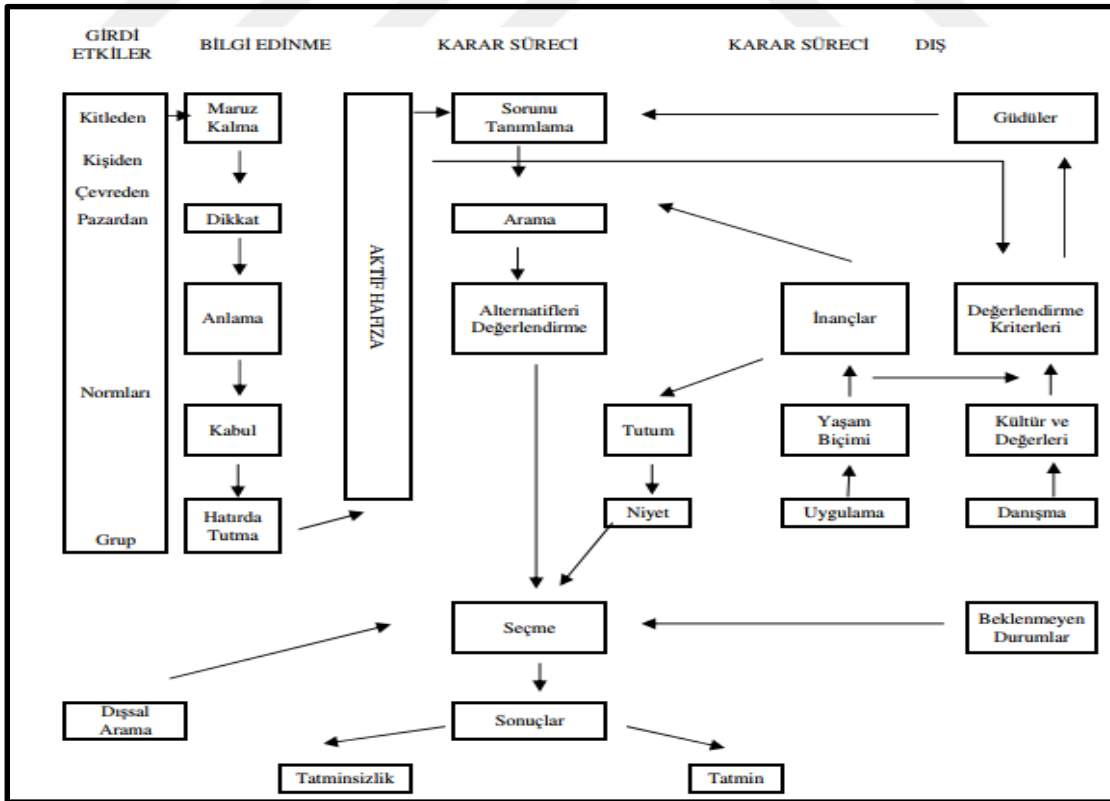 GİRDİ
ETKİLER
BİLGİ EDİNME
KARAR SÜRECİ
KARAR SÜRECİ
DIŞ
Kitleden
Kişiden
Çevreden
Pazardan
Normları
Grup
Maruz
Kalma
Dikkat
Anlama
Kabul
Hatırda
Tutma
AKTİF HAFIZA
Sorunu
Tanımlama
Arama
Alternatifleri
Değerlendirme
Güdüler
İnançlar
Değerlendirme
Kriterleri
Tutum
Yaşam
Biçimi
Kültür ve
Değerleri
Niyet
Uygulama
Danışma
Seçme
Beklenmeyen
Durumlar
Dışsal
Arama
Sonuçlar
Tatminsizlik
Tatmin